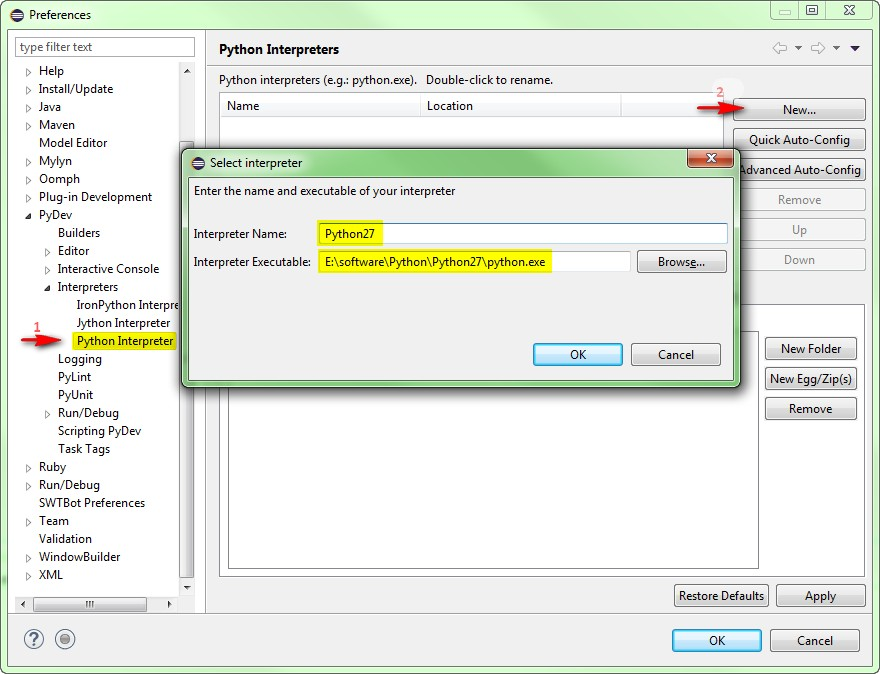 Preferences
type filter text
Python Interpreters
Help
Install/Update
Java
Maven
Model Editor
Mylyn
Oomph
Plug-in Development
PyDev
Builders
Editor
Interactive Console
Interpreters
IronPython Interpre
Jython Interpreter
1
Python Interpreter
Logging
PyLint
PyUnit
Run/Debug
Scripting PyDev
Task Tags
Ruby
Run/Debug
SWTBot Preferences
Team
Validation
WindowBuilder
XML
Python interpreters (e.g.: python.exe). Double-click to rename.
Name Location
2
New...
Quick Auto-Config
Advanced Auto-Config
Remove
Up
Down
Select interpreter
Enter the name and executable of your interpreter
Interpreter Name: Python27
Interpreter Executable: E:\software\Python\Python27\python.exe Browse...
OK Cancel
New Folder
New Egg/Zip(s)
Remove
Restore Defaults Apply
? OK Cancel